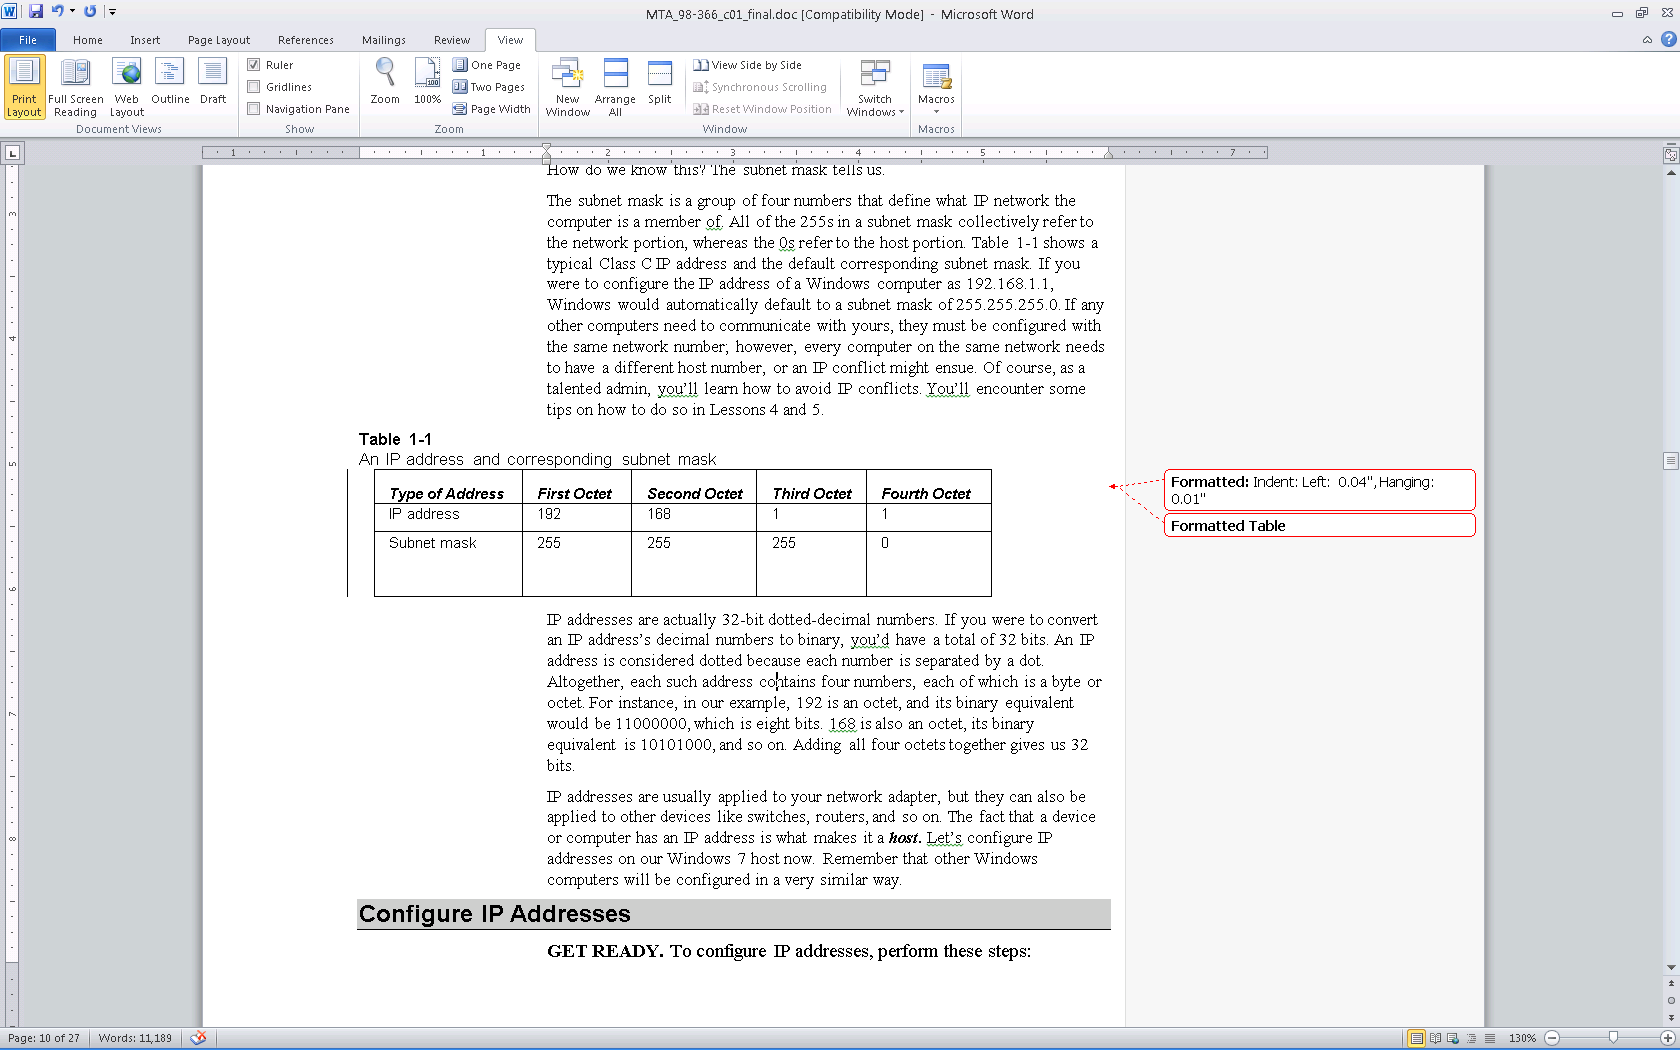 MTA_98-366_c01_final.doc [Compatibility Mode] - Microsoft Word
File Home Insert Page Layout References Mailings Review View
Print Layout
Full Screen Reading
Web Layout
Outline
Draft
Document Views
Ruler
Gridlines
Navigation Pane
Show
Zoom
100%
One Page
Two Pages
Page Width
Zoom
New Window
Arrange All
Split
View Side by Side
Synchronous Scrolling
Reset Window Position
Window
Switch Windows
Macros
Macros
L
1 1 2 3 4 5 7
How do we know this? The subnet mask tells us.
The subnet mask is a group of four numbers that define what IP network the
computer is a member of. All of the 255s in a subnet mask collectively refer to
the network portion, whereas the 0s refer to the host portion. Table 1-1 shows a
typical Class C IP address and the default corresponding subnet mask. If you
were to configure the IP address of a Windows computer as 192.168.1.1,
Windows would automatically default to a subnet mask of 255.255.255.0. If any
other computers need to communicate with yours, they must be configured with
the same network number; however, every computer on the same network needs
to have a different host number, or an IP conflict might ensue. Of course, as a
talented admin, you’ll learn how to avoid IP conflicts. You’ll encounter some
tips on how to do so in Lessons 4 and 5.
Table 1-1
An IP address and corresponding subnet mask
Type of Address First Octet Second Octet Third Octet Fourth Octet
IP address 192 168 1 1
Subnet mask 255 255 255 0
Formatted: Indent: Left: 0.04", Hanging:
0.01"
Formatted Table
IP addresses are actually 32-bit dotted-decimal numbers. If you were to convert
an IP address’s decimal numbers to binary, you’d have a total of 32 bits. An IP
address is considered dotted because each number is separated by a dot.
Altogether, each such address contains four numbers, each of which is a byte or
octet. For instance, in our example, 192 is an octet, and its binary equivalent
would be 11000000, which is eight bits. 168 is also an octet, its binary
equivalent is 10101000, and so on. Adding all four octets together gives us 32
bits.
IP addresses are usually applied to your network adapter, but they can also be
applied to other devices like switches, routers, and so on. The fact that a device
or computer has an IP address is what makes it a host. Let’s configure IP
addresses on our Windows 7 host now. Remember that other Windows
computers will be configured in a very similar way.
Configure IP Addresses
GET READY. To configure IP addresses, perform these steps:
3
4
5
6
7
8
Page: 10 of 27 Words: 11,189 130%